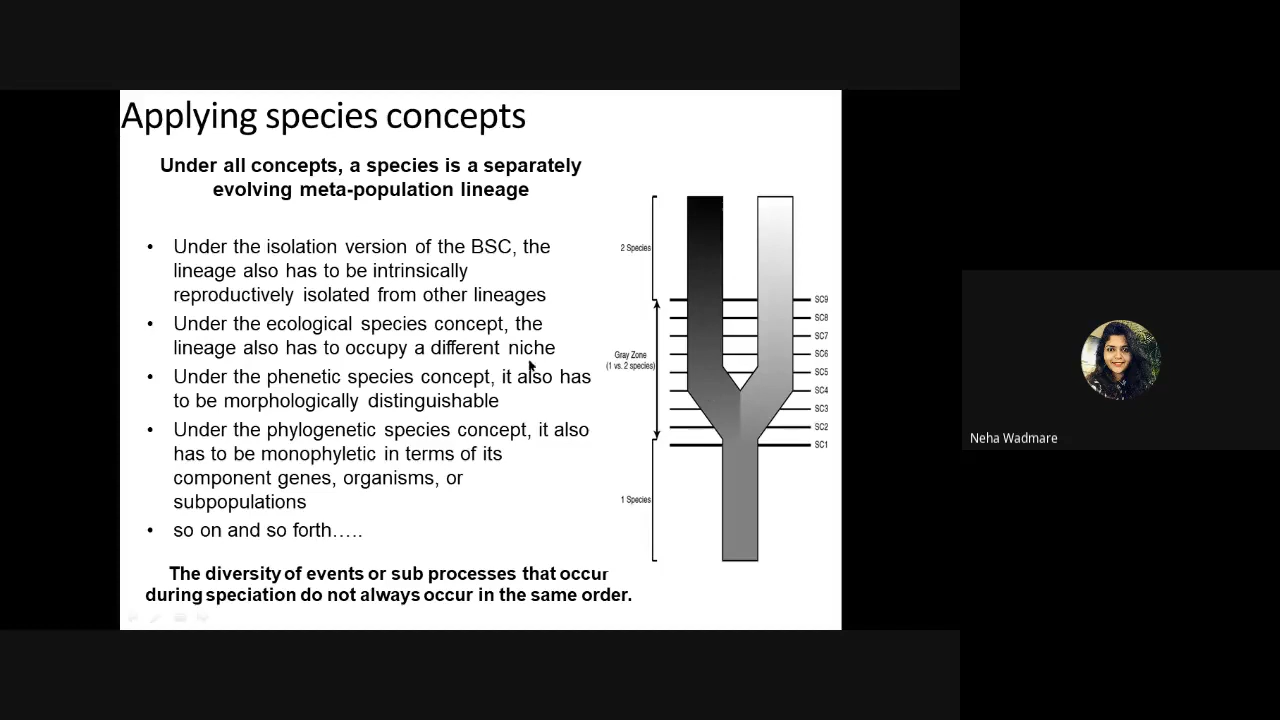 Applying species concepts
Under all concepts, a species is a separately
evolving meta-population lineage
• Under the isolation version of the BSC, the
lineage also has to be intrinsically
reproductively isolated from other lineages
• Under the ecological species concept, the
lineage also has to occupy a different niche
• Under the phenetic species concept, it also has
to be morphologically distinguishable
• Under the phylogenetic species concept, it also
has to be monophyletic in terms of its
component genes, organisms, or
subpopulations
• so on and so forth…..
The diversity of events or sub processes that occur
during speciation do not always occur in the same order.
2 Species
SC9
SC8
SC7
Gray Zone
(1 vs. 2 species)
SC6
SC5
SC4
SC3
SC2
SC1
1 Species
Neha Wadmare